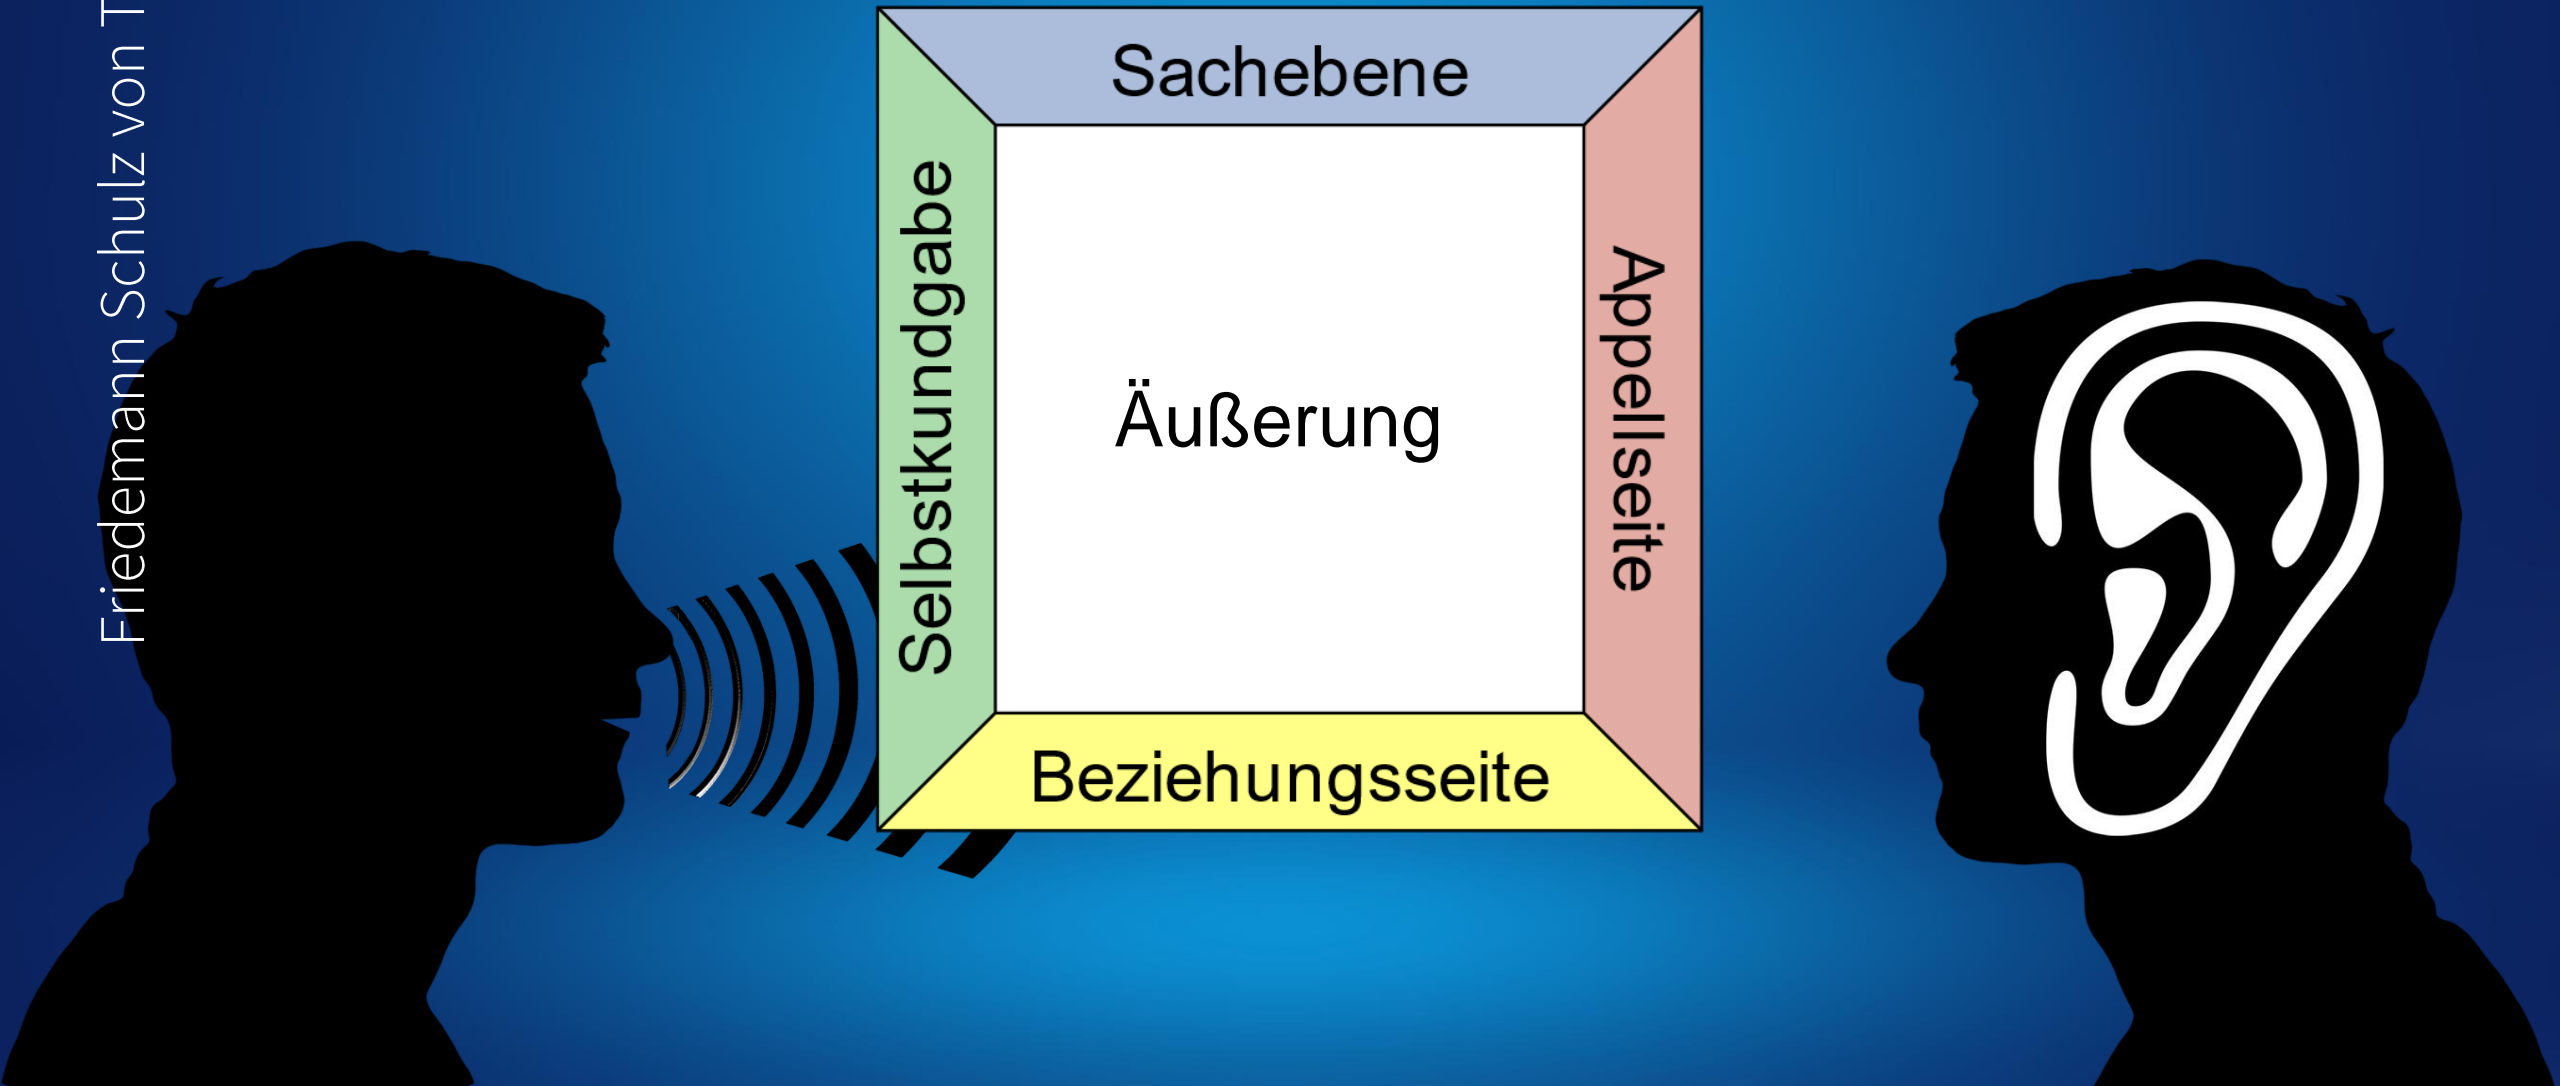 Friedemann Schulz von T
Sachebene
Selbstkundgabe
Äußerung
Appellseite
Beziehungsseite